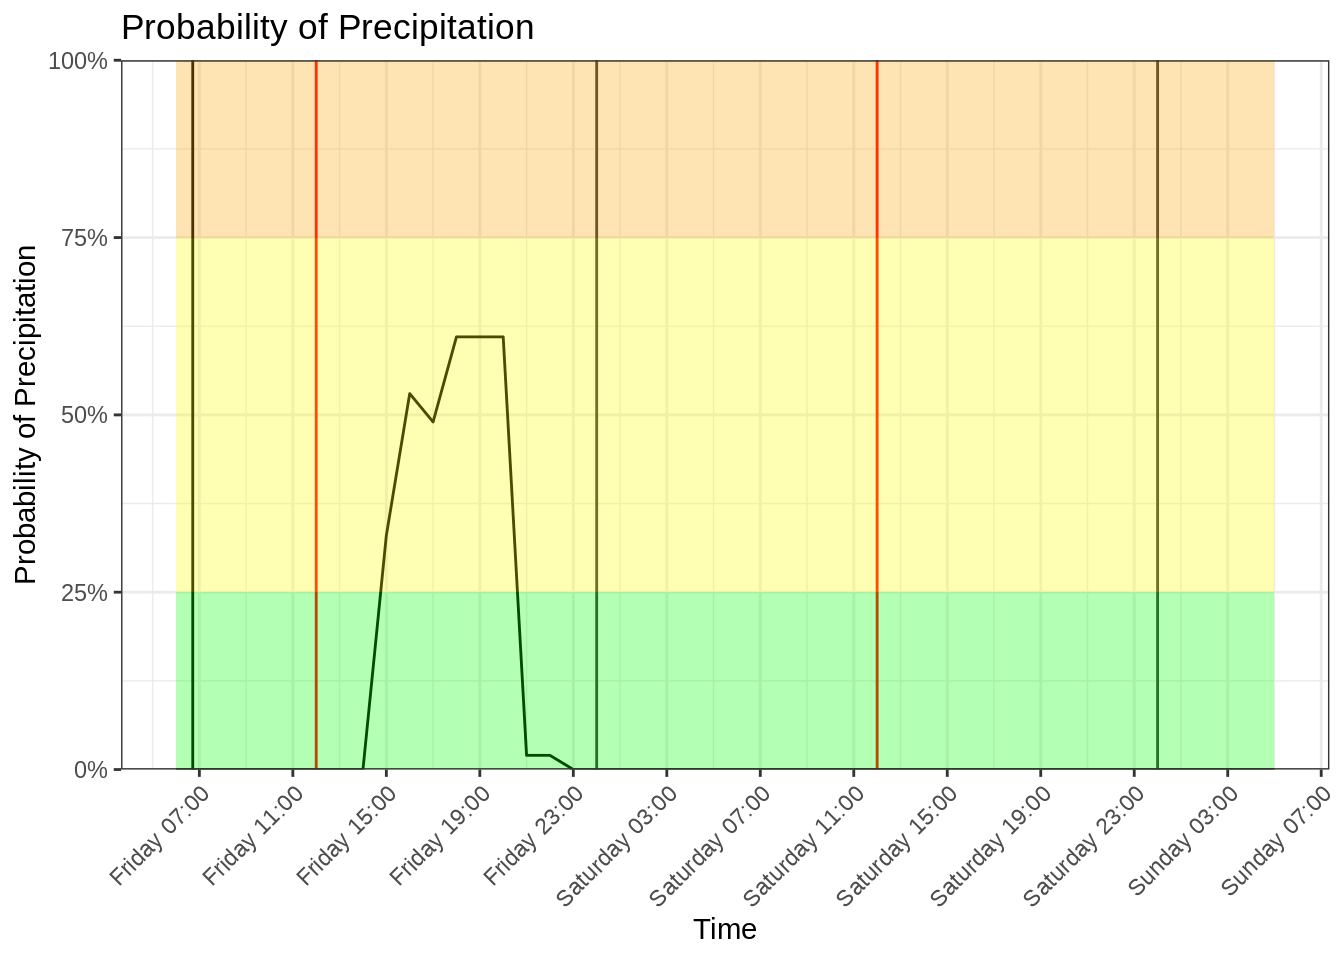 Probability of Precipitation
Probability of Precipitation
100%
75%
50%
25%
0%
Friday 07:00
Friday 11:00
Friday 15:00
Friday 19:00
Friday 23:00
Saturday 03:00
Saturday 07:00
Saturday 11:00
Saturday 15:00
Saturday 19:00
Saturday 23:00
Sunday 03:00
Sunday 07:00
Time